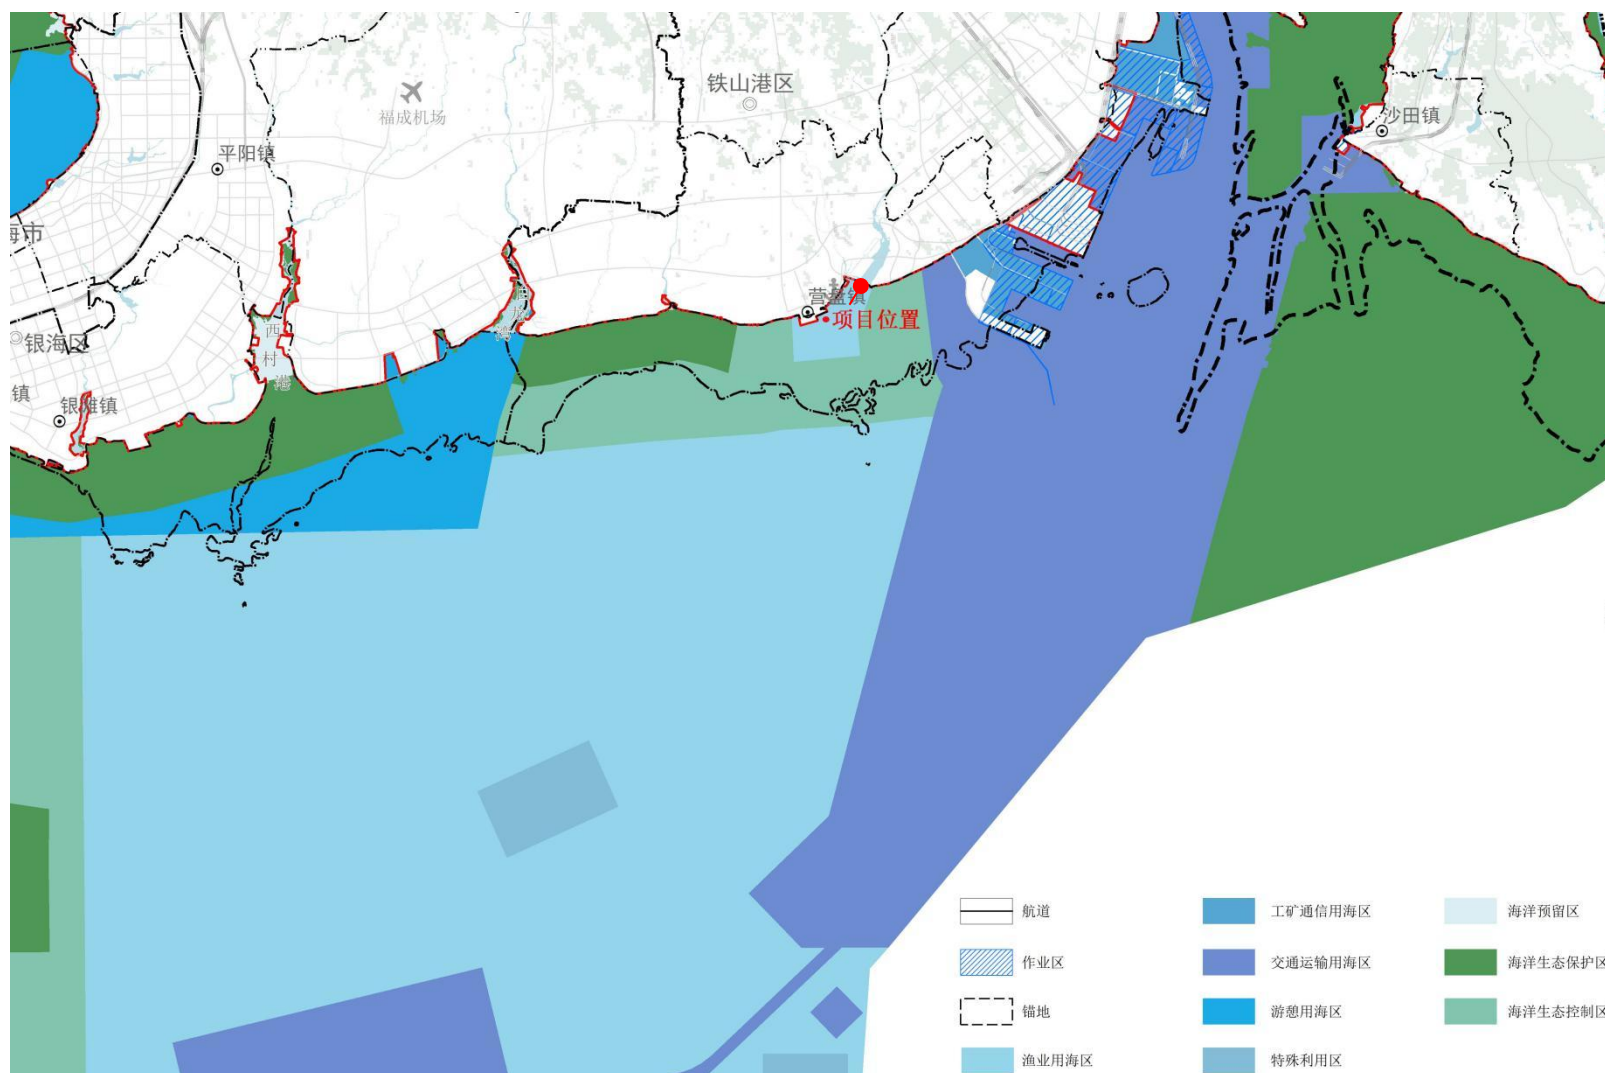 铁山港区
福成机场
沙田镇
平阳镇
海市
营盘镇
项目位置
银海区
西村港
镇
银滩镇
航道
工矿通信用海区
海洋预留区
作业区
交通运输用海区
海洋生态保护区
锚地
游憩用海区
海洋生态控制区
渔业用海区
特殊利用区